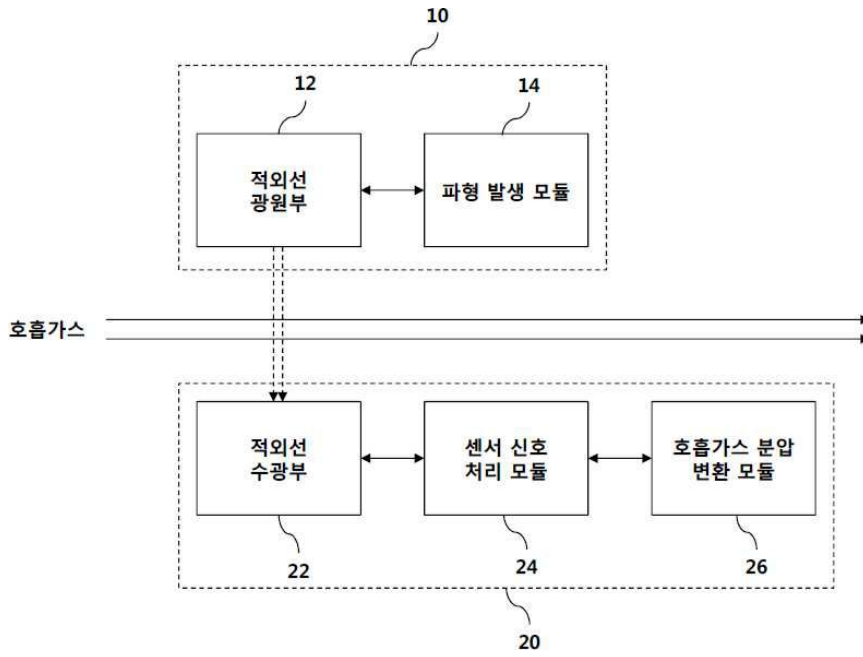 10
12
14
적외선
광원부
파형 발생 모듈
호흡가스
적외선
수광부
센서 신호
처리 모듈
호흡가스 분압
변환 모듈
22
24
26
20